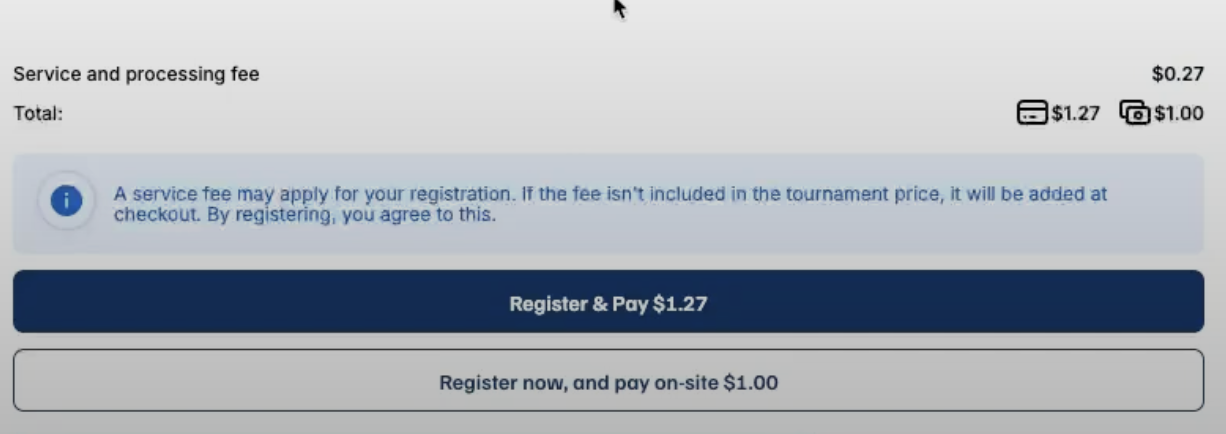 Service and processing fee $0.27
Total: $1.27 $1.00
A service fee may apply for your registration. If the fee isn't included in the tournament price, it will be added at
checkout. By registering, you agree to this.
Register & Pay $1.27
Register now, and pay on-site $1.00